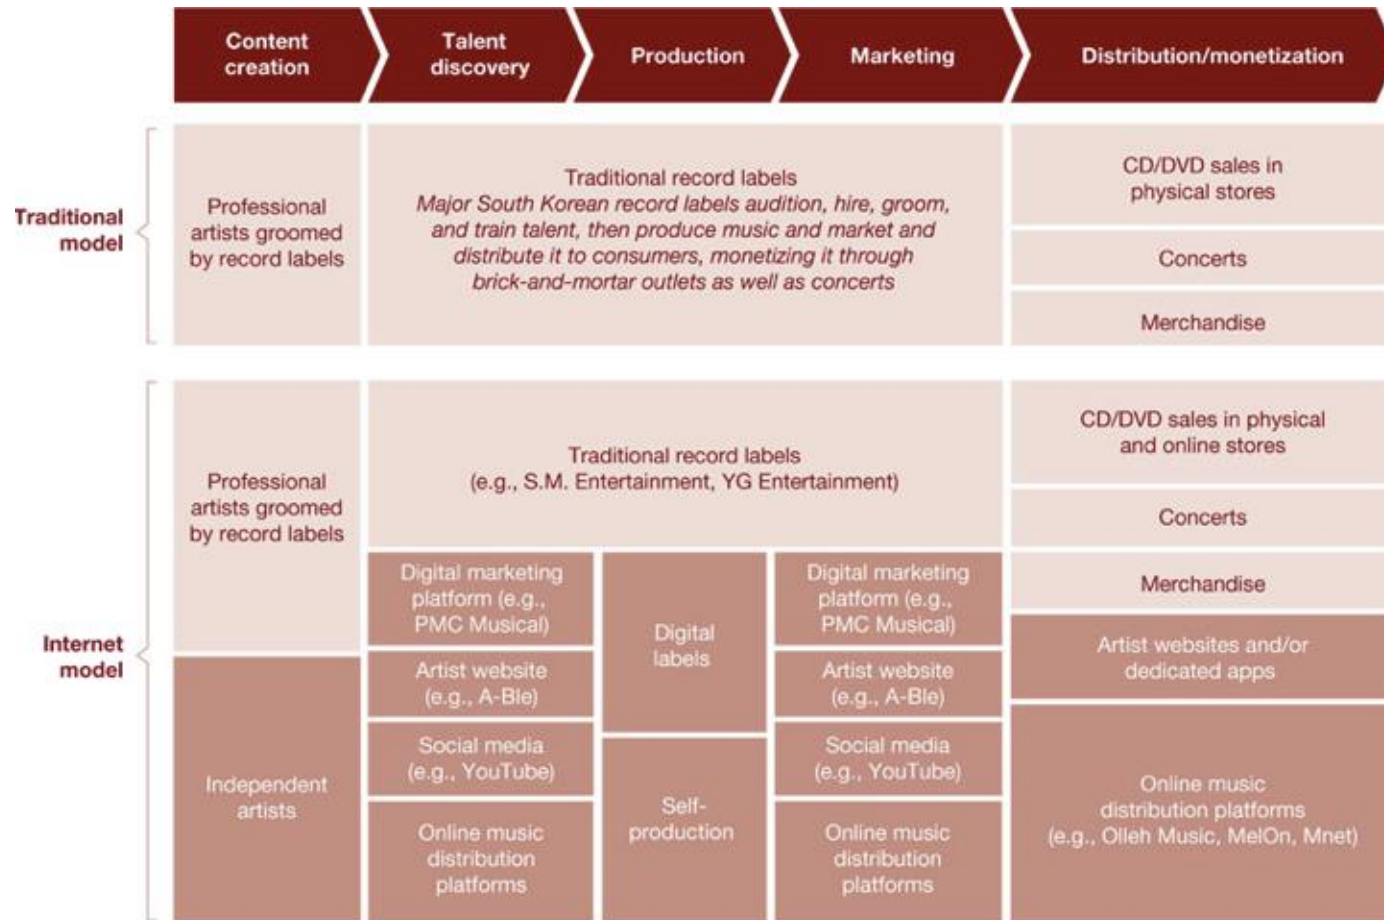 Content
creation
Talent
discovery
Production
Marketing
Distribution/monetization
Traditional
model
Professional
artists groomed
by record labels
Traditional record labels
Major South Korean record labels audition, hire, groom,
and train talent, then produce music and market and
distribute it to consumers, monetizing it through
brick-and-mortar outlets as well as concerts
CD/DVD sales in
physical stores
Concerts
Merchandise
Internet
model
Professional
artists groomed
by record labels
Independent
artists
Traditional record labels
(e.g., S.M. Entertainment, YG Entertainment)
Digital marketing
platform (e.g.,
PMC Musical)
Artist website
(e.g., A-Ble)
Social media
(e.g., YouTube)
Online music
distribution
platforms
Digital
labels
Self-
production
Digital marketing
platform (e.g.,
PMC Musical)
Artist website
(e.g., A-Ble)
Social media
(e.g., YouTube)
Online music
distribution
platforms
CD/DVD sales in physical
and online stores
Concerts
Merchandise
Artist websites and/or
dedicated apps
Online music
distribution platforms
(e.g., Olleh Music, MelOn, Mnet)